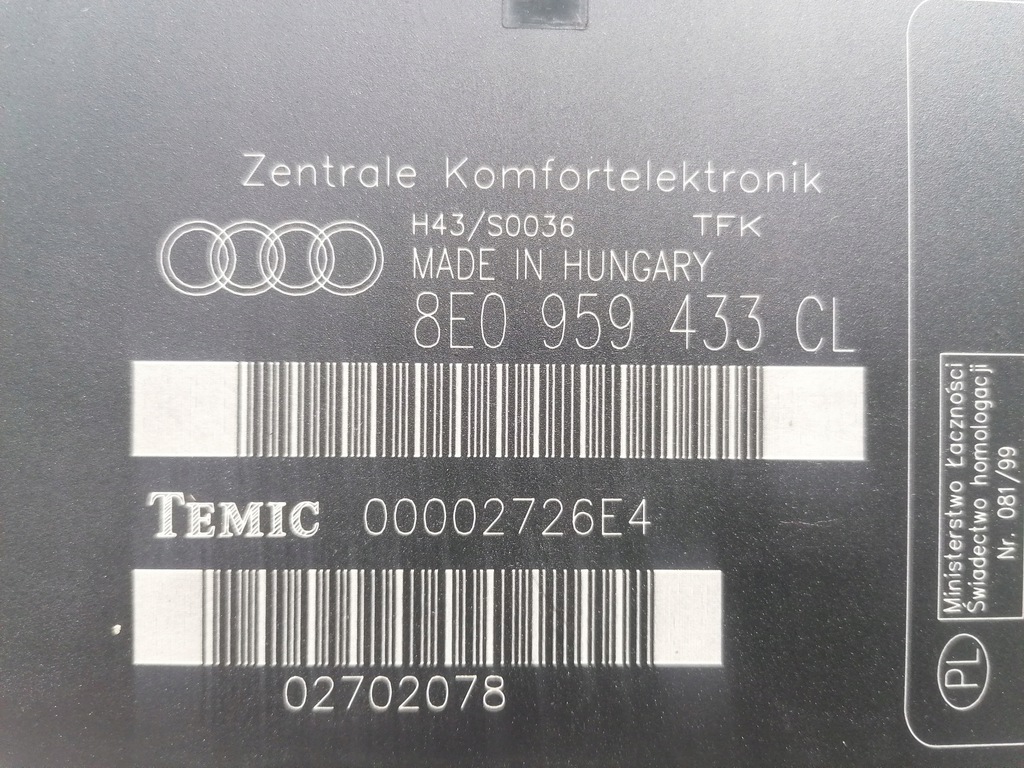 Zentrale Komfortelektronik
H43/S0036 TFK
MADE IN HUNGARY
8E0 959 433 CL
TEMIC 00002726E4
02702078
Ministerstwo Łączności
Świadectwo homologacji
Nr. 081/99
PL